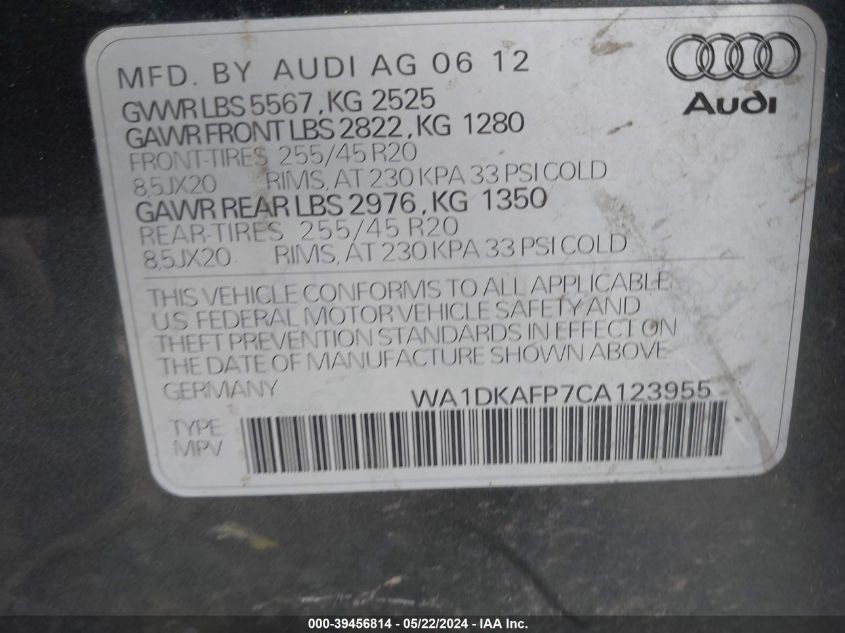 MFD. BY AUDI AG 06 12
Audi
GVWR LBS 5567, KG 2525
GAWR FRONT LBS 2822, KG 1280
FRONT-TIRES 255/45 R20
8,5JX20 RIMS, AT 230 KPA 33 PSI COLD
GAWR REAR LBS 2976, KG 1350
REAR-TIRES 255/45 R20
8,5JX20 RIMS, AT 230 KPA 33 PSI COLD
THIS VEHICLE CONFORMS TO ALL APPLICABLE
US FEDERAL MOTOR VEHICLE SAFETY AND
THEFT PREVENTION STANDARDS IN EFFECT ON
THE DATE OF MANUFACTURE SHOWN ABOVE
GERMANY WA1DKAFP7CA123955
TYPE
MPV
000-39456814 - 05/22/2024 - IAA Inc.